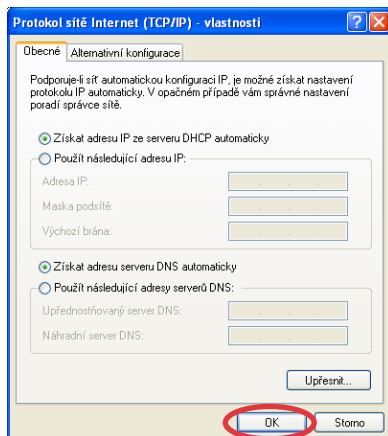 Protokol sítě Internet (TCP/IP) - vlastnosti
Obecné
Alternativní konfigurace
Podporuje-li síť automatickou konfiguraci IP, je možné získat nastavení
protokolu IP automaticky. V opačném případě vám správné nastavení
poradí správce sítě.
Získat adresu IP ze serveru DHCP automaticky
Použít následující adresu IP:
Adresa IP:
Maska podsítě:
Výchozí brána:
Získat adresu serveru DNS automaticky
Použít následující adresy serverů DNS:
Upřednostňovaný server DNS:
Náhradní server DNS:
Upřesnit...
OK
Storno